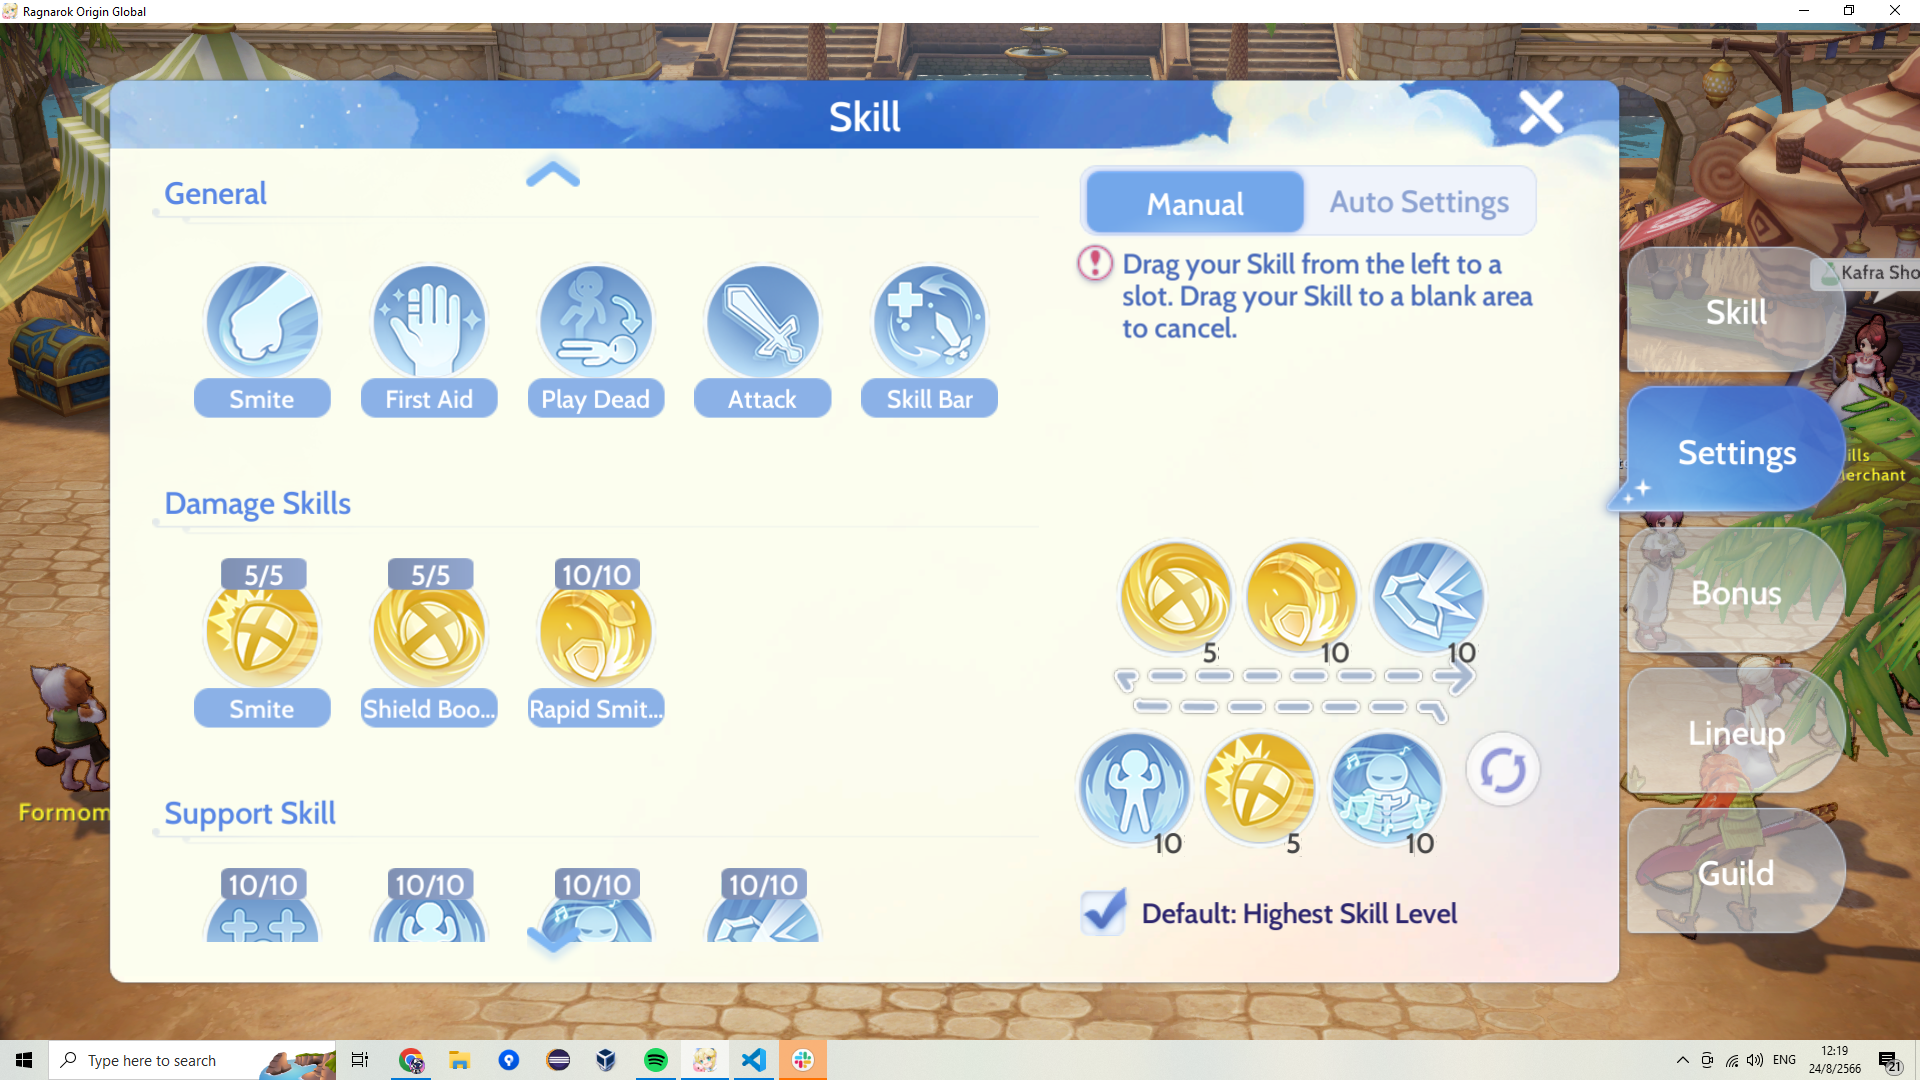 Ragnarok Origin Global
Skill
General
Smite
First Aid
Play Dead
Attack
Skill Bar
Damage Skills
5/5
5/5
10/10
Smite
Shield Boo...
Rapid Smit...
Support Skill
10/10
10/10
10/10
10/10
Manual
Auto Settings
Drag your Skill from the left to a
slot. Drag your Skill to a blank area
to cancel.
5
10
10
10
5
10
Default: Highest Skill Level
Skill
Settings
Bonus
Lineup
Guild
Kafra Sho
ills
erchant
Formom
Type here to search
ENG
12:19
24/8/2566
21